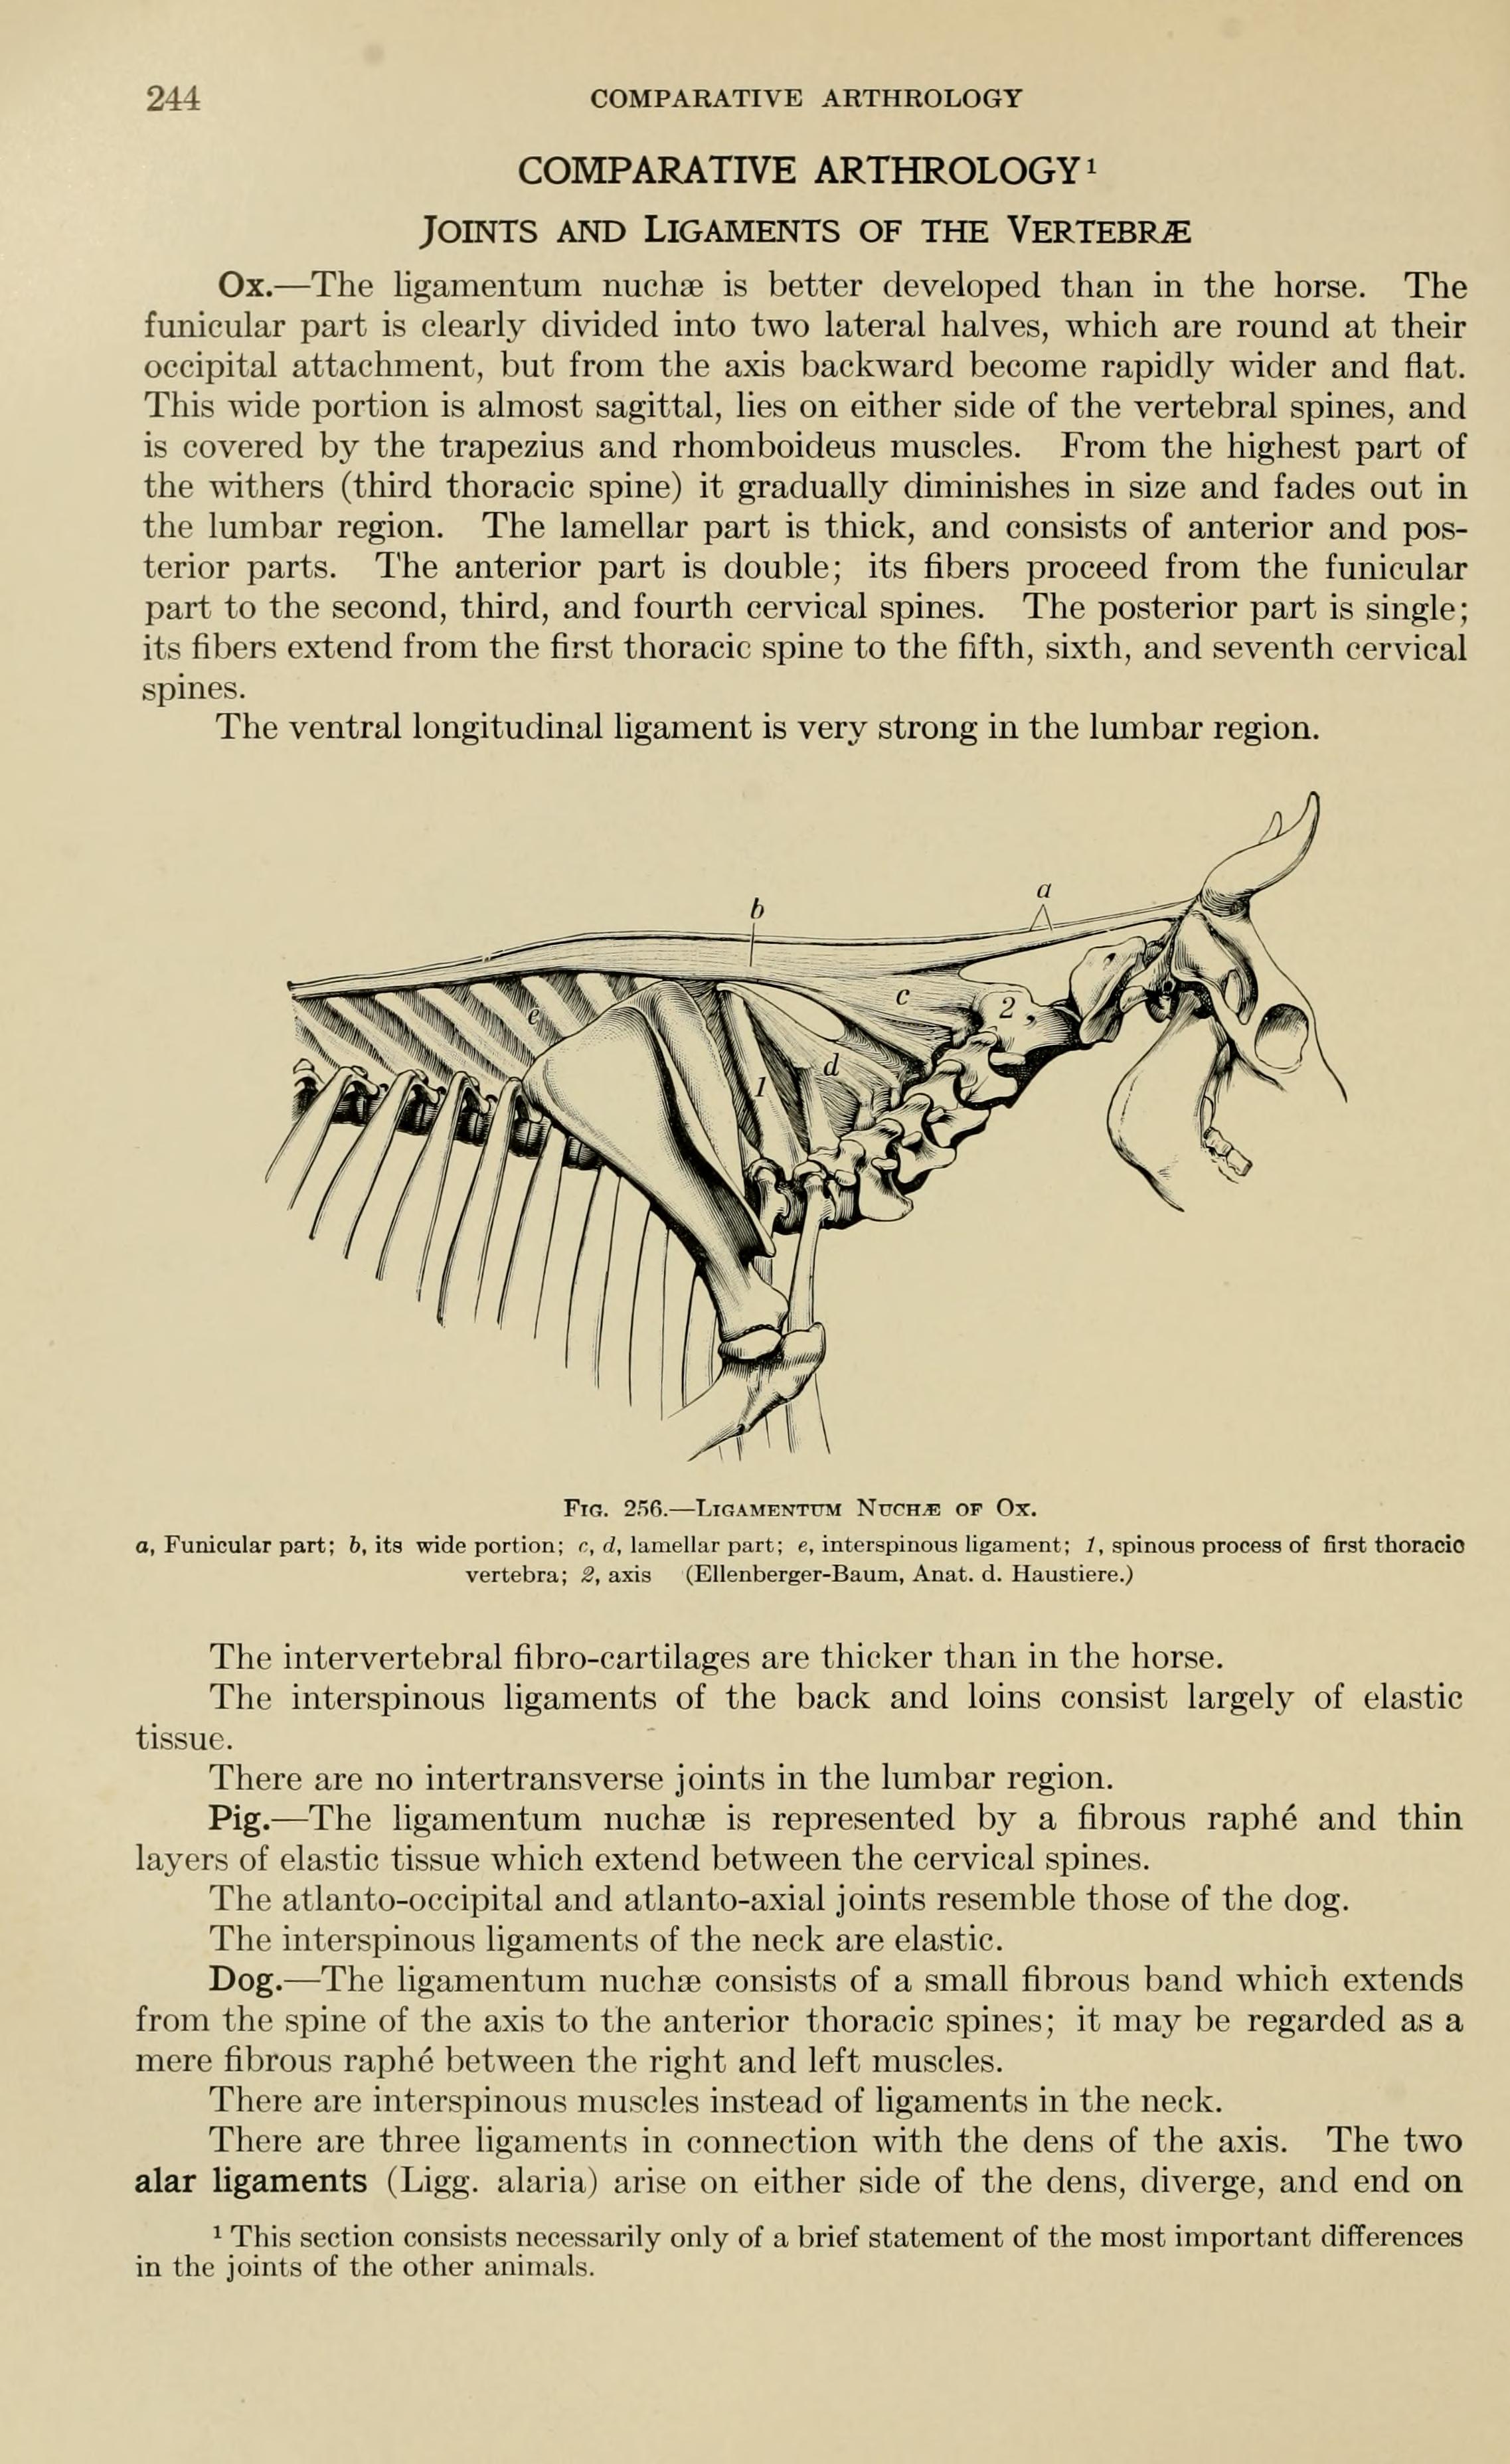 244
COMPARATIVE ARTHROLOGY
COMPARATIVE ARTHROLOGY¹
JOINTS AND LIGAMENTS OF THE VERTEBRÆ
Ox.—The ligamentum nuchæ is better developed than in the horse. The
funicular part is clearly divided into two lateral halves, which are round at their
occipital attachment, but from the axis backward become rapidly wider and flat.
This wide portion is almost sagittal, lies on either side of the vertebral spines, and
is covered by the trapezius and rhomboideus muscles. From the highest part of
the withers (third thoracic spine) it gradually diminishes in size and fades out in
the lumbar region. The lamellar part is thick, and consists of anterior and pos-
terior parts. The anterior part is double; its fibers proceed from the funicular
part to the second, third, and fourth cervical spines. The posterior part is single;
its fibers extend from the first thoracic spine to the fifth, sixth, and seventh cervical
spines.
The ventral longitudinal ligament is very strong in the lumbar region.
a
b
c
2
e
d
1
FIG. 256.—LIGAMENTUM NUCHÆ OF OX.
a, Funicular part; b, its wide portion; c, d, lamellar part; e, interspinous ligament; 1, spinous process of first thoracic
vertebra; 2, axis (Ellenberger-Baum, Anat. d. Haustiere.)
The intervertebral fibro-cartilages are thicker than in the horse.
The interspinous ligaments of the back and loins consist largely of elastic
tissue.
There are no intertransverse joints in the lumbar region.
Pig.—The ligamentum nuchæ is represented by a fibrous raphé and thin
layers of elastic tissue which extend between the cervical spines.
The atlanto-occipital and atlanto-axial joints resemble those of the dog.
The interspinous ligaments of the neck are elastic.
Dog.—The ligamentum nuchæ consists of a small fibrous band which extends
from the spine of the axis to the anterior thoracic spines; it may be regarded as a
mere fibrous raphé between the right and left muscles.
There are interspinous muscles instead of ligaments in the neck.
There are three ligaments in connection with the dens of the axis. The two
alar ligaments (Ligg. alaria) arise on either side of the dens, diverge, and end on
¹ This section consists necessarily only of a brief statement of the most important differences
in the joints of the other animals.